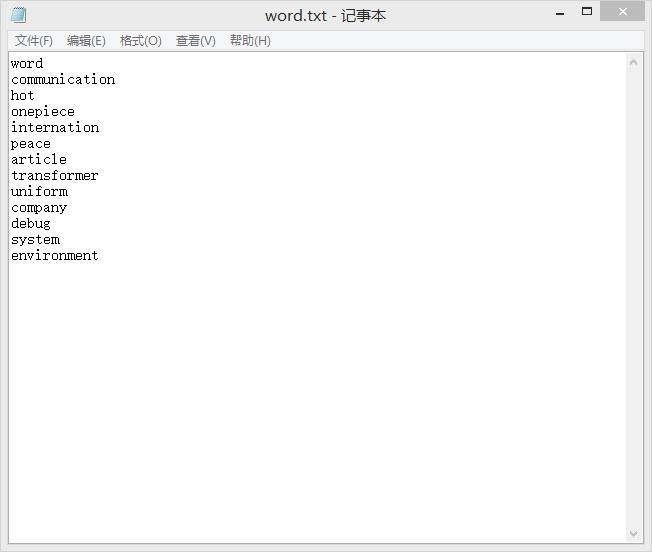 word.txt - 记事本
文件(F) 编辑(E) 格式(O) 查看(V) 帮助(H)
word
communication
hot
onepiece
internation
peace
article
transformer
uniform
company
debug
system
environment